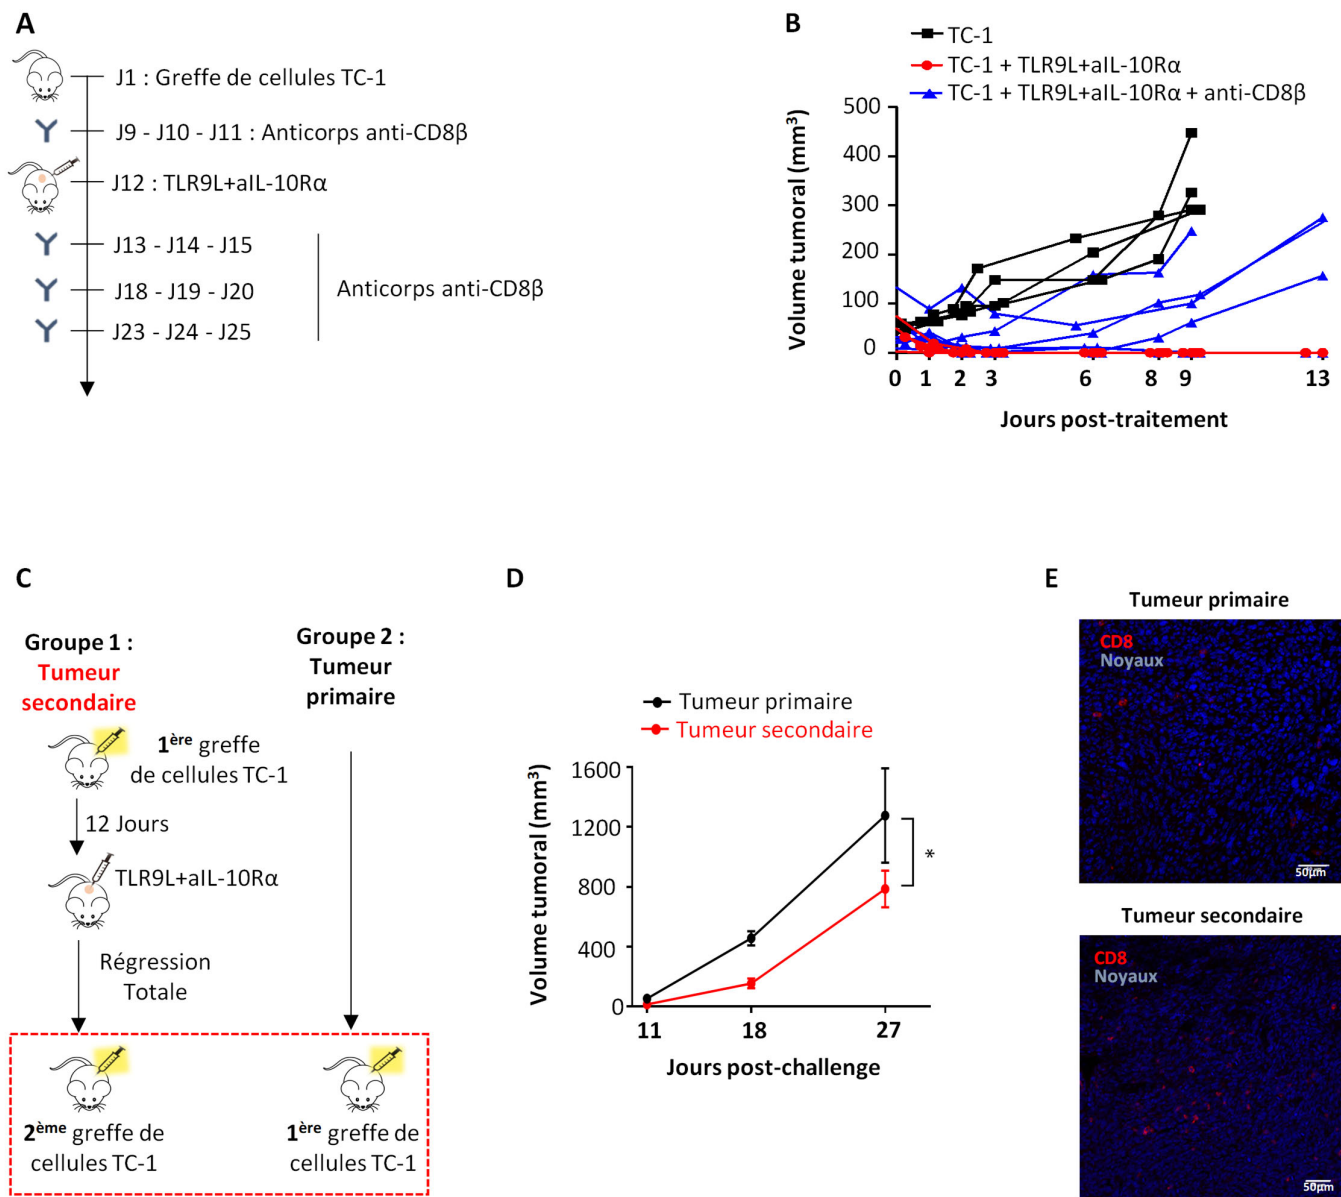 A
J1 : Greffe de cellules TC-1
J9 - J10 - J11 : Anticorps anti-CD8β
J12 : TLR9L+aIL-10Rα
J13 - J14 - J15
J18 - J19 - J20
J23 - J24 - J25
Anticorps anti-CD8β
B
TC-1
TC-1 + TLR9L+aIL-10Rα
TC-1 + TLR9L+aIL-10Rα + anti-CD8β
Volume tumoral (mm³)
500
400
300
200
100
0
0 1 2 3 6 8 9 13
Jours post-traitement
C
Groupe 1 :
Tumeur
secondaire
Groupe 2 :
Tumeur
primaire
1ère greffe
de cellules TC-1
12 Jours
TLR9L+aIL-10Rα
Régression
Totale
2ème greffe de
cellules TC-1
1ère greffe de
cellules TC-1
D
Tumeur primaire
Tumeur secondaire
Volume tumoral (mm³)
1600
1200
800
400
0
*
11 18 27
Jours post-challenge
E
Tumeur primaire
CD8
Noyaux
50µm
Tumeur secondaire
CD8
Noyaux
50µm